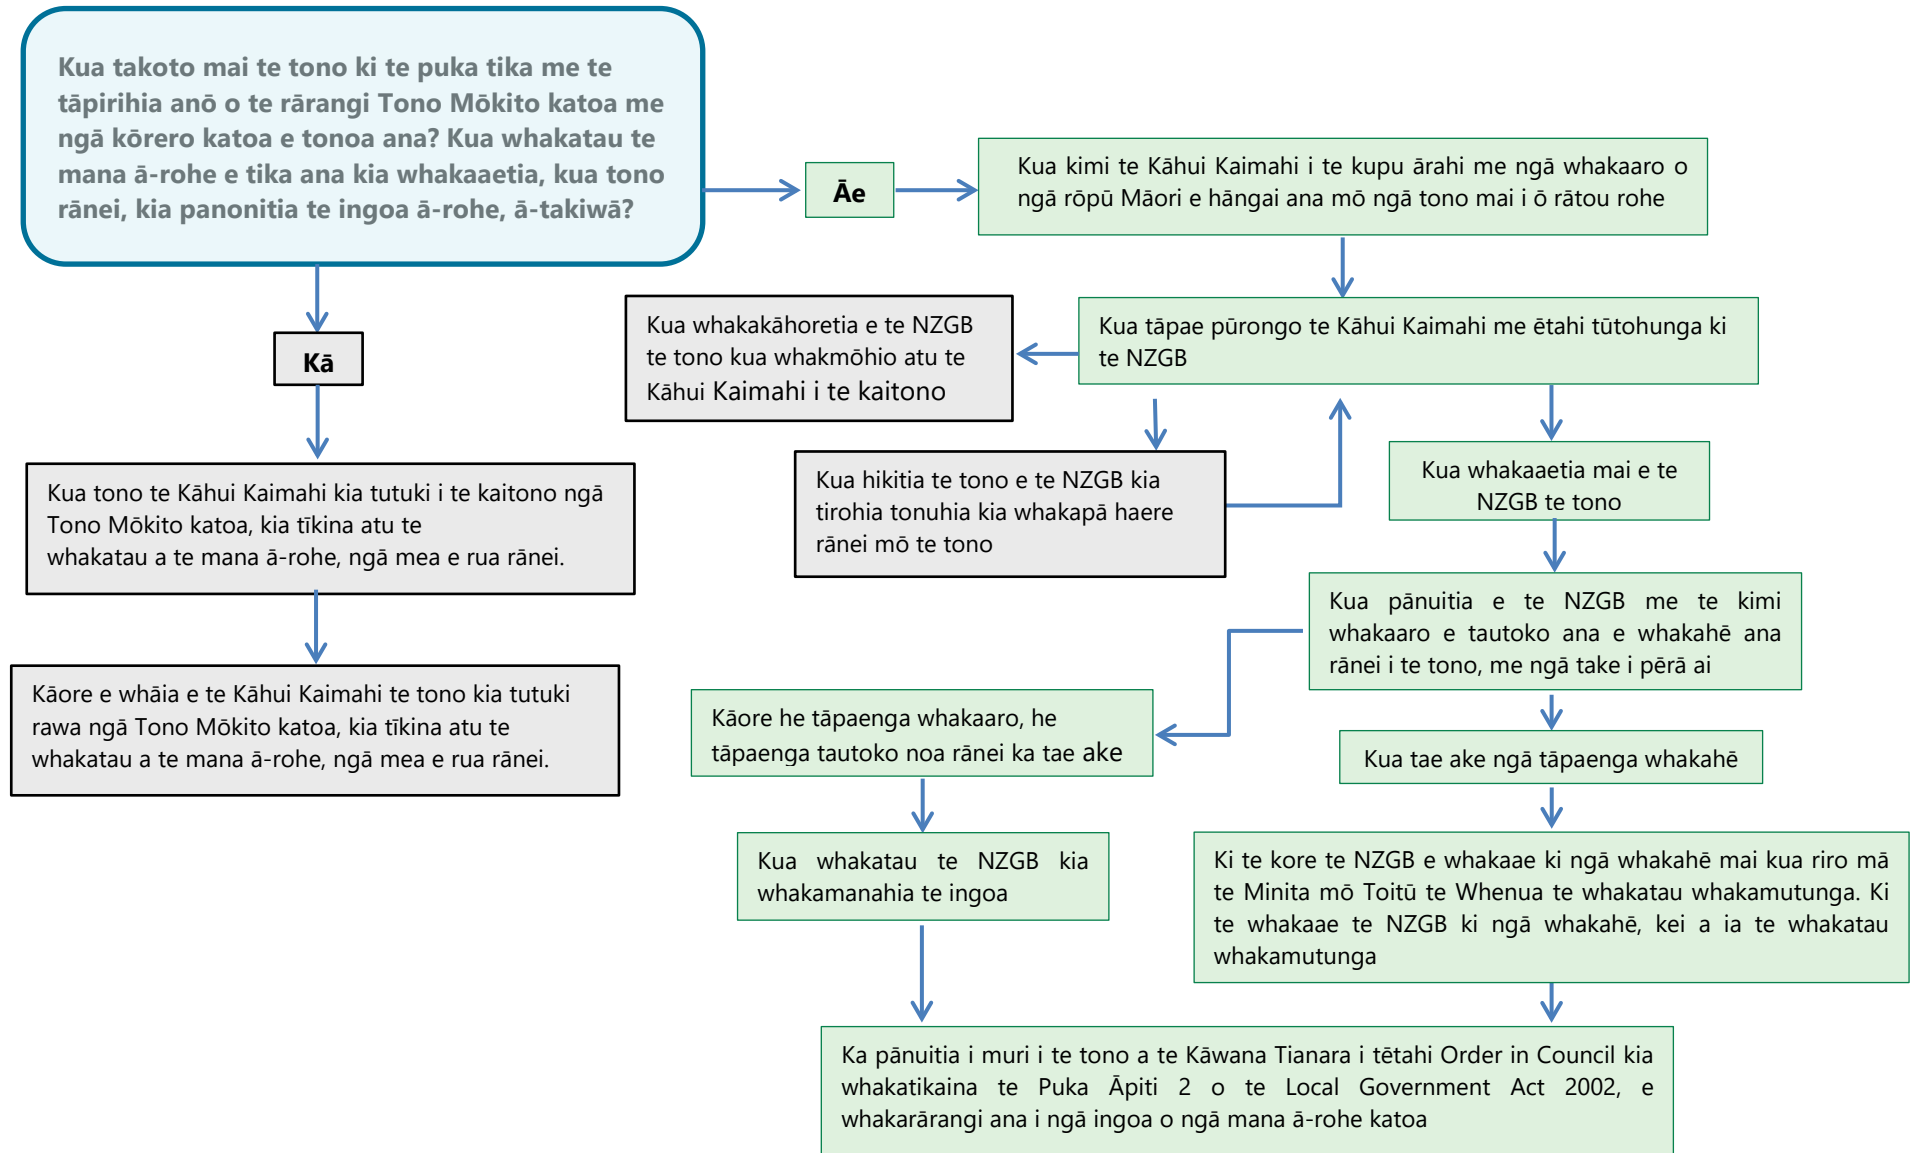 Kua takoto mai te tono ki te puka tika me te
tāpirihia anō o te rārangi Tono Mōkito katoa me
ngā kōrero katoa e tonoa ana? Kua whakatau te
mana ā-rohe e tika ana kia whakaaetia, kua tono
rānei, kia panonitia te ingoa ā-rohe, ā-takiwā?
Āe
Kua kimi te Kāhui Kaimahi i te kupu ārahi me ngā whakaaro o
ngā rōpū Māori e hāngai ana mō ngā tono mai i ō rātou rohe
Kā
Kua tono te Kāhui Kaimahi kia tutuki i te kaitono ngā
Tono Mōkito katoa, kia tīkina atu te
whakatau a te mana ā-rohe, ngā mea e rua rānei.
Kāore e whāia e te Kāhui Kaimahi te tono kia tutuki
rawa ngā Tono Mōkito katoa, kia tīkina atu te
whakatau a te mana ā-rohe, ngā mea e rua rānei.
Kua whakakāhoretia e te NZGB
te tono kua whakmōhio atu te
Kāhui Kaimahi i te kaitono
Kua tāpae pūrongo te Kāhui Kaimahi me ētahi tūtohunga ki
te NZGB
Kua hikitia te tono e te NZGB kia
tirohia tonuhia kia whakapā haere
rānei mō te tono
Kua whakaaetia mai e te
NZGB te tono
Kua pānuitia e te NZGB me te kimi
whakaaro e tautoko ana e whakahē ana
rānei i te tono, me ngā take i pērā ai
Kāore he tāpaenga whakaaro, he
tāpaenga tautoko noa rānei ka tae ake
Kua tae ake ngā tāpaenga whakahē
Kua whakatau te NZGB kia
whakamanahia te ingoa
Ki te kore te NZGB e whakaae ki ngā whakahē mai kua riro mā
te Minita mō Toitū te Whenua te whakatau whakamutunga. Ki
te whakaae te NZGB ki ngā whakahē, kei a ia te whakatau
whakamutunga
Ka pānuitia i muri i te tono a te Kāwana Tianara i tētahi Order in Council kia
whakatikaina te Puka Āpiti 2 o te Local Government Act 2002, e
whakarārangi ana i ngā ingoa o ngā mana ā-rohe katoa